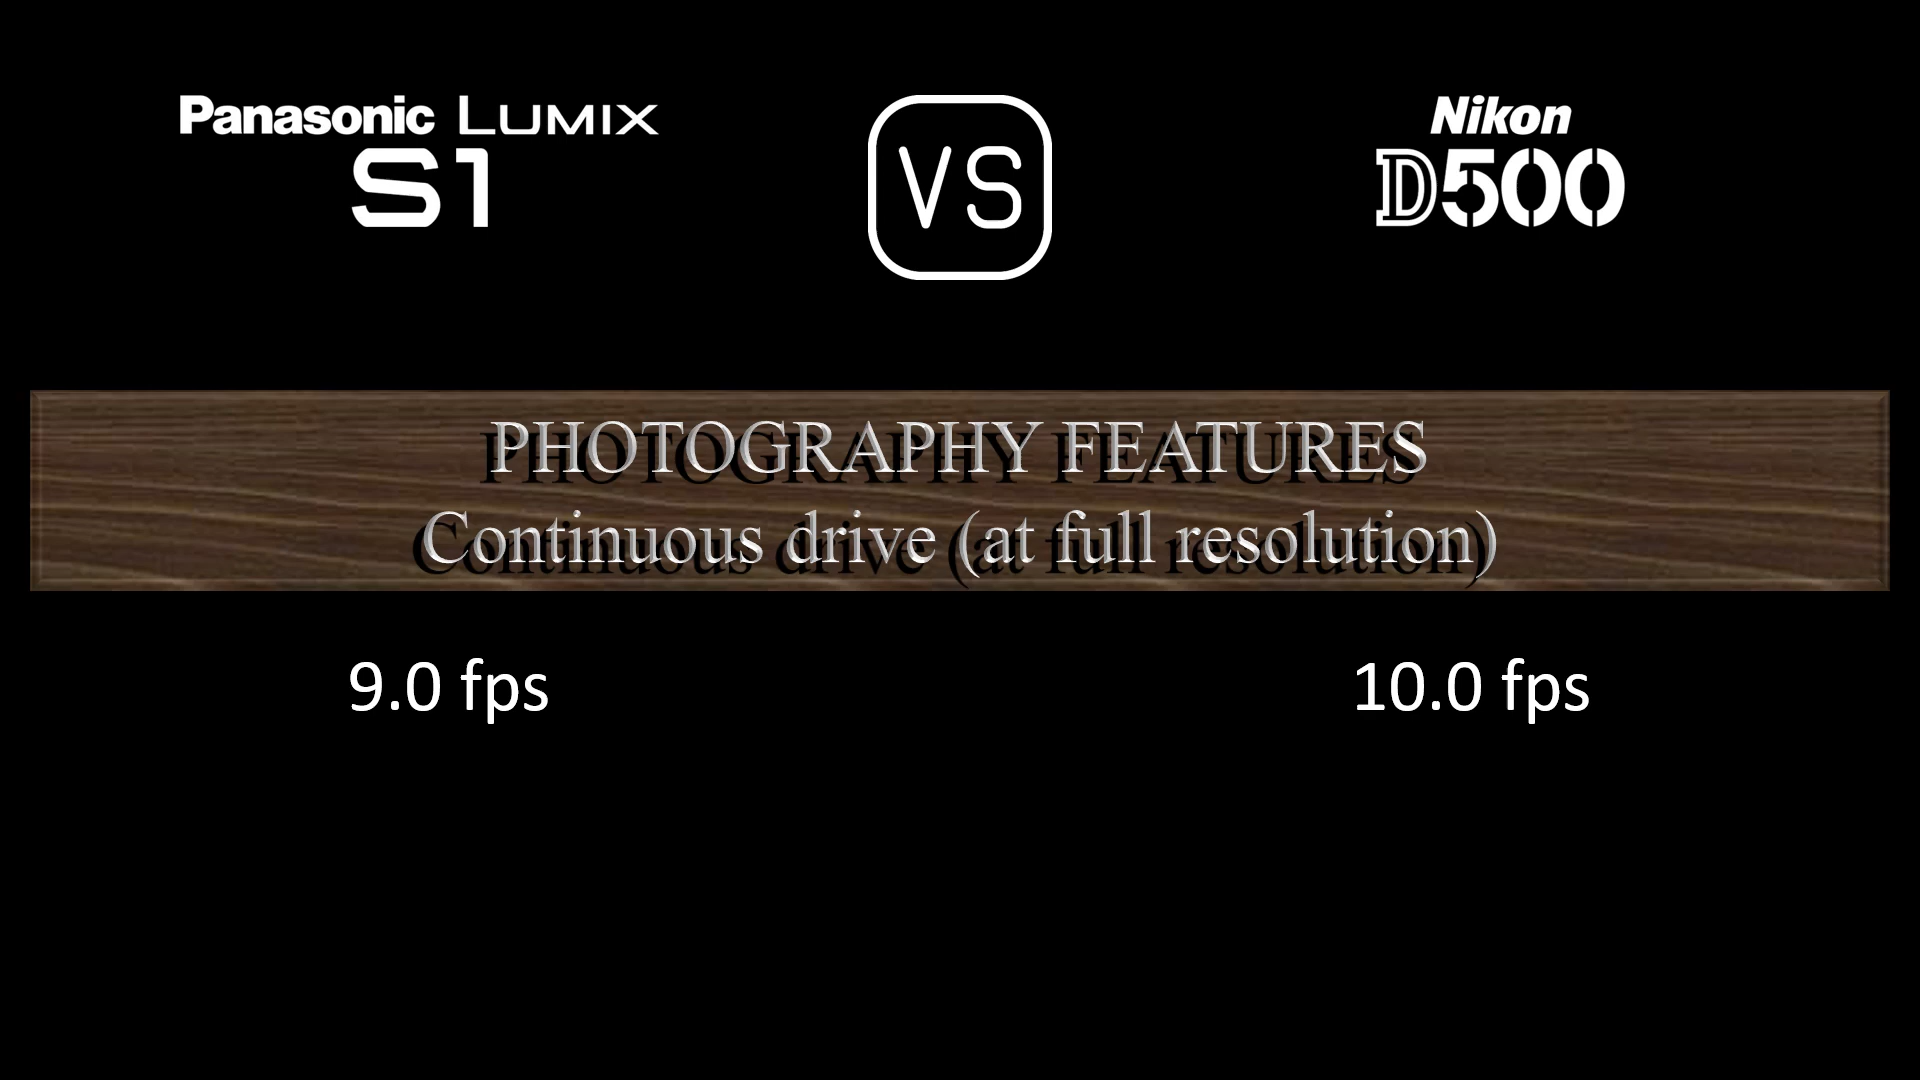 Panasonic LUMIX
S1
VS
Nikon
D500
PHOTOGRAPHY FEATURES
Continuous drive (at full resolution)
9.0 fps
10.0 fps